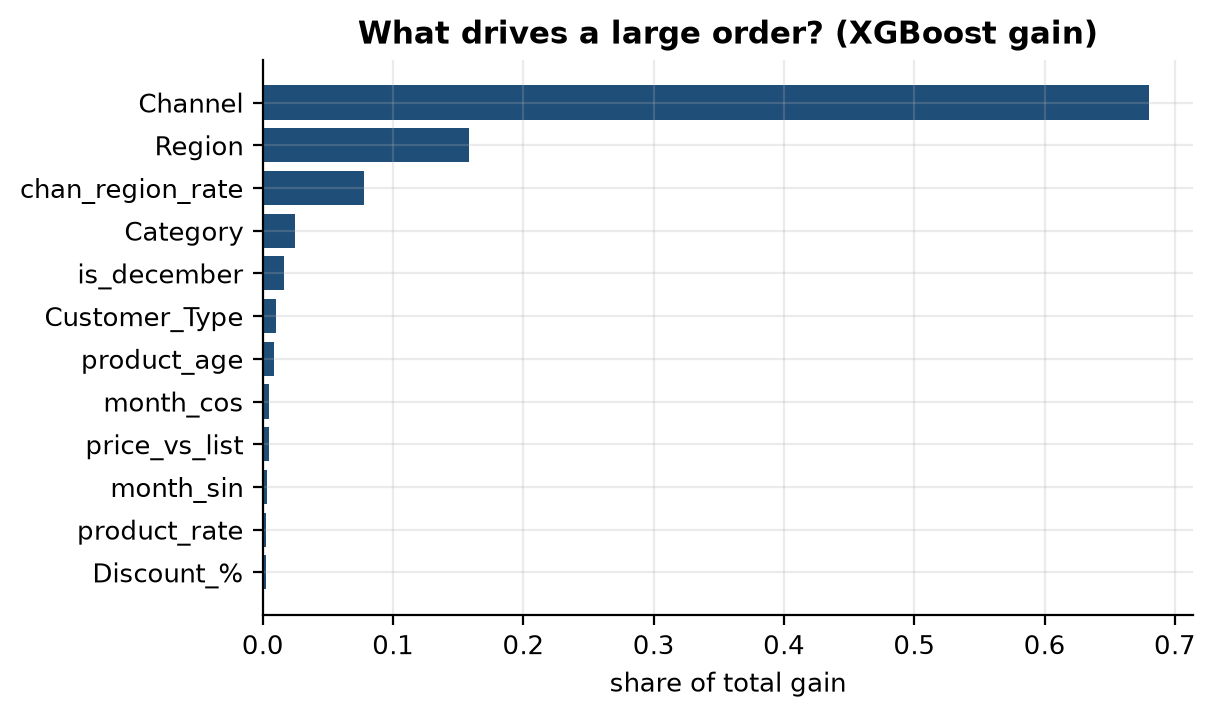 What drives a large order? (XGBoost gain)
Channel
Region
chan_region_rate
Category
is_december
Customer_Type
product_age
month_cos
price_vs_list
month_sin
product_rate
Discount_%
0.0 0.1 0.2 0.3 0.4 0.5 0.6 0.7
share of total gain